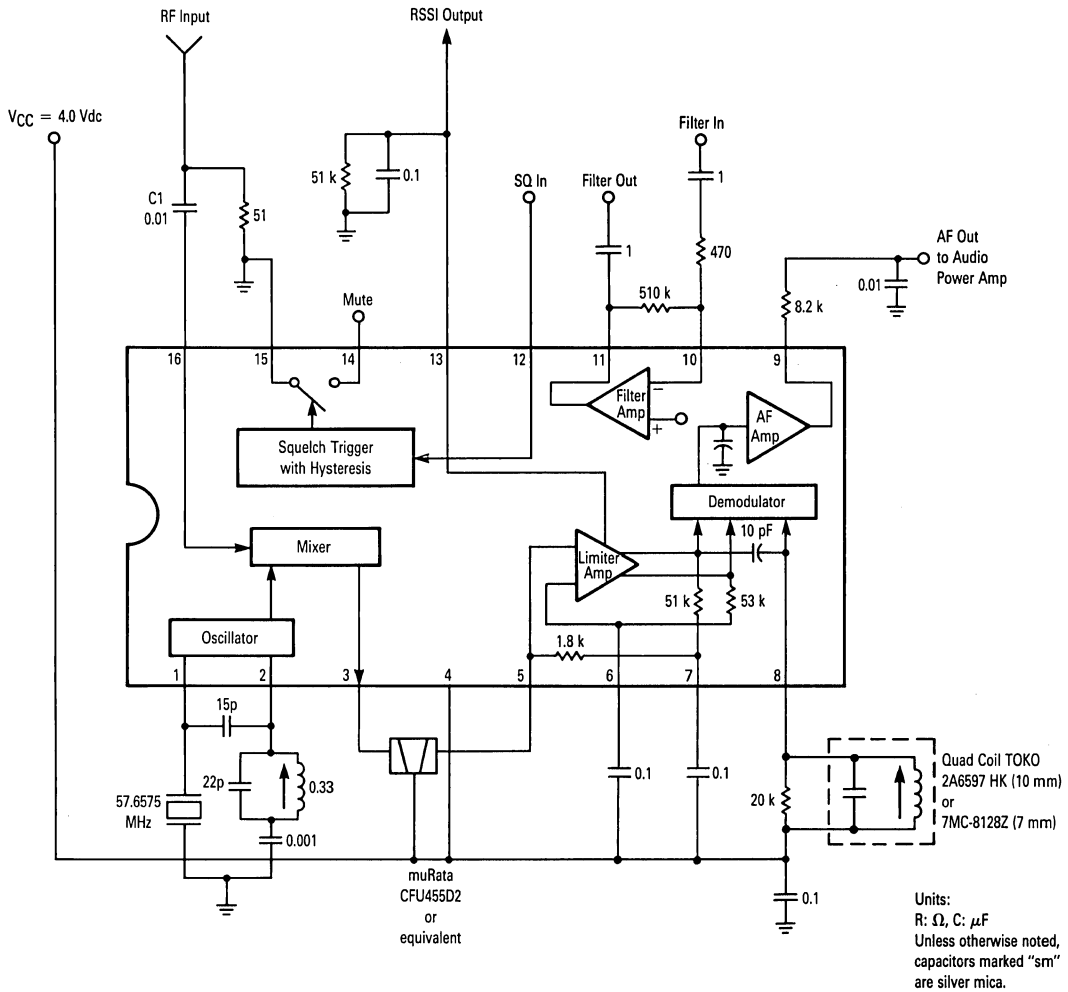 RF Input
RSSI Output
VCC = 4.0 Vdc
Filter In
51 k
0.1
1
SQ In
Filter Out
C1
0.01
51
1
470
AF Out
to Audio
Power Amp
0.01
Mute
510 k
8.2 k
16
15
14
13
12
11
10
9
Filter
Amp
−
+
AF
Amp
Squelch Trigger
with Hysteresis
Demodulator
10 pF
Mixer
Limiter
Amp
51 k
53 k
Oscillator
1.8 k
1
2
3
4
5
6
7
8
15p
22p
0.33
57.6575
MHz
0.001
0.1
0.1
20 k
Quad Coil TOKO
2A6597 HK (10 mm)
or
7MC-8128Z (7 mm)
muRata
CFU455D2
or
equivalent
0.1
Units:
R: Ω, C: μF
Unless otherwise noted,
capacitors marked "sm"
are silver mica.